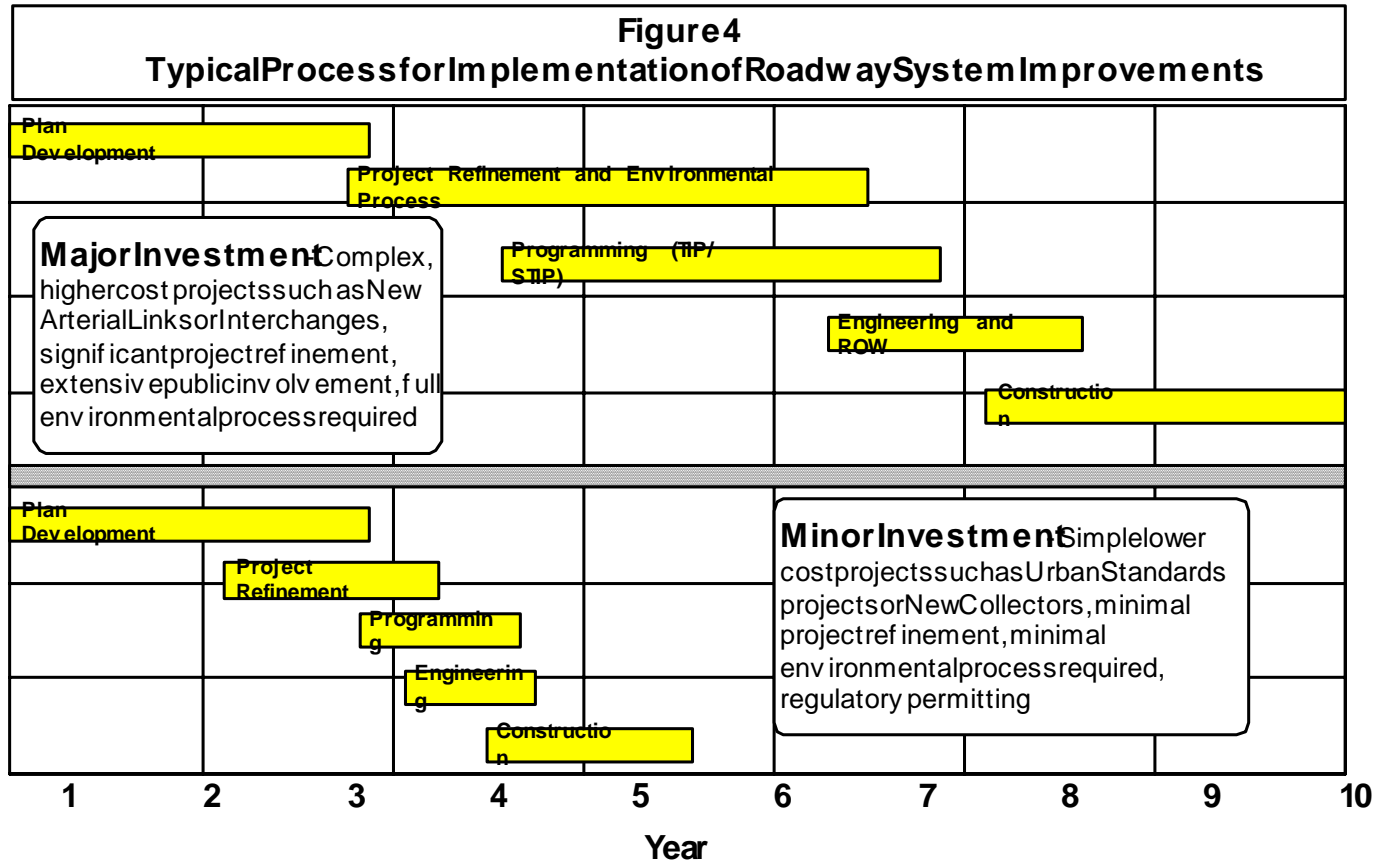 Figure 4
Typical Process for Implementation of Roadway System Improvements
Plan
Development
Project Refinement and Environmental
Process
Major Investment - Complex,
higher cost projects such as New
Arterial Links or Interchanges,
significant project refinement,
extensive public involvement, full
environmental process required
Programming (TIP/
STIP)
Engineering and
ROW
Constructio
n
Plan
Development
Project
Refinement
Programmin
g
Engineerin
g
Constructio
n
Minor Investment - Simple lower
cost projects such as Urban Standards
projects or New Collectors, minimal
project refinement, minimal
environmental process required,
regulatory permitting
1 2 3 4 5 6 7 8 9 10
Year